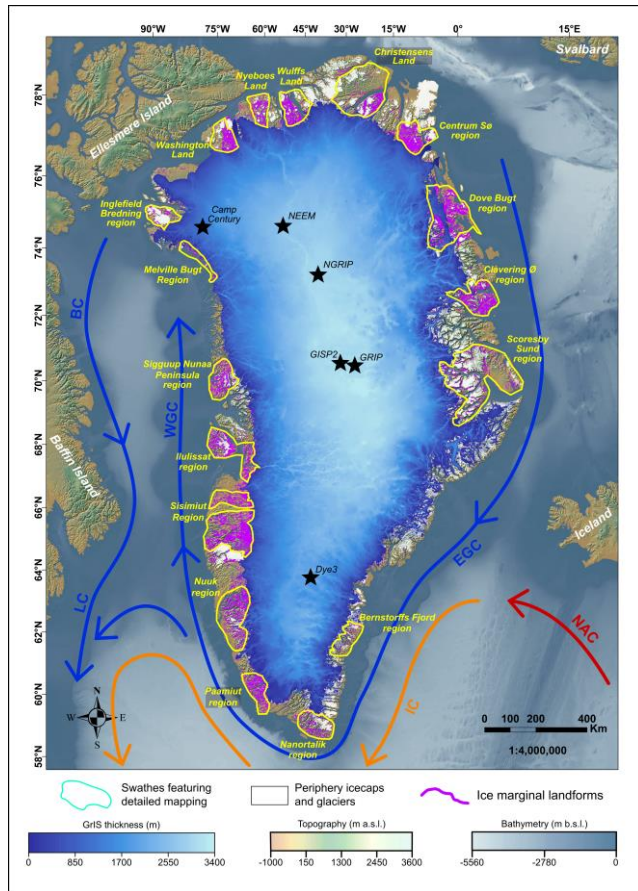 90°W 60°W 50°W 40°W 30°W 20°W 0° 15°E
Svalbard
Christensens
Land
Wulffs
Land
Nyeboes
Land
78°N
Ellesmere Island
Washington
Land
Centrum Sø
region
76°N
Inglefield
Bredning
region
Camp
Century
NEEM
Dove Bugt
region
74°N
Melville Bugt
Region
NGRIP
Clavering Ø
region
BC
72°N
Sigguup Nunaa
Peninsula
region
GISP2
GRIP
Scoresby
Sund
region
70°N
WGC
Baffin Island
68°N
Ilulissat
region
Sisimiut
Region
66°N
Iceland
EGC
64°N
Dye3
LC
Nuuk
region
Bernstorffs Fjord
region
NAC
62°N
IC
Paamiut
region
60°N
N
W E
S
Nanortalik
region
0 100 200 400
Km
1:4,000,000
58°N
Swathes featuring
detailed mapping
Periphery icecaps
and glaciers
Ice marginal landforms
GrIS thickness (m) Topography (m a.s.l.) Bathymetry (m b.s.l.)
0 850 1700 2550 3400 -1000 150 1300 2450 3600 -5560 -2780 0